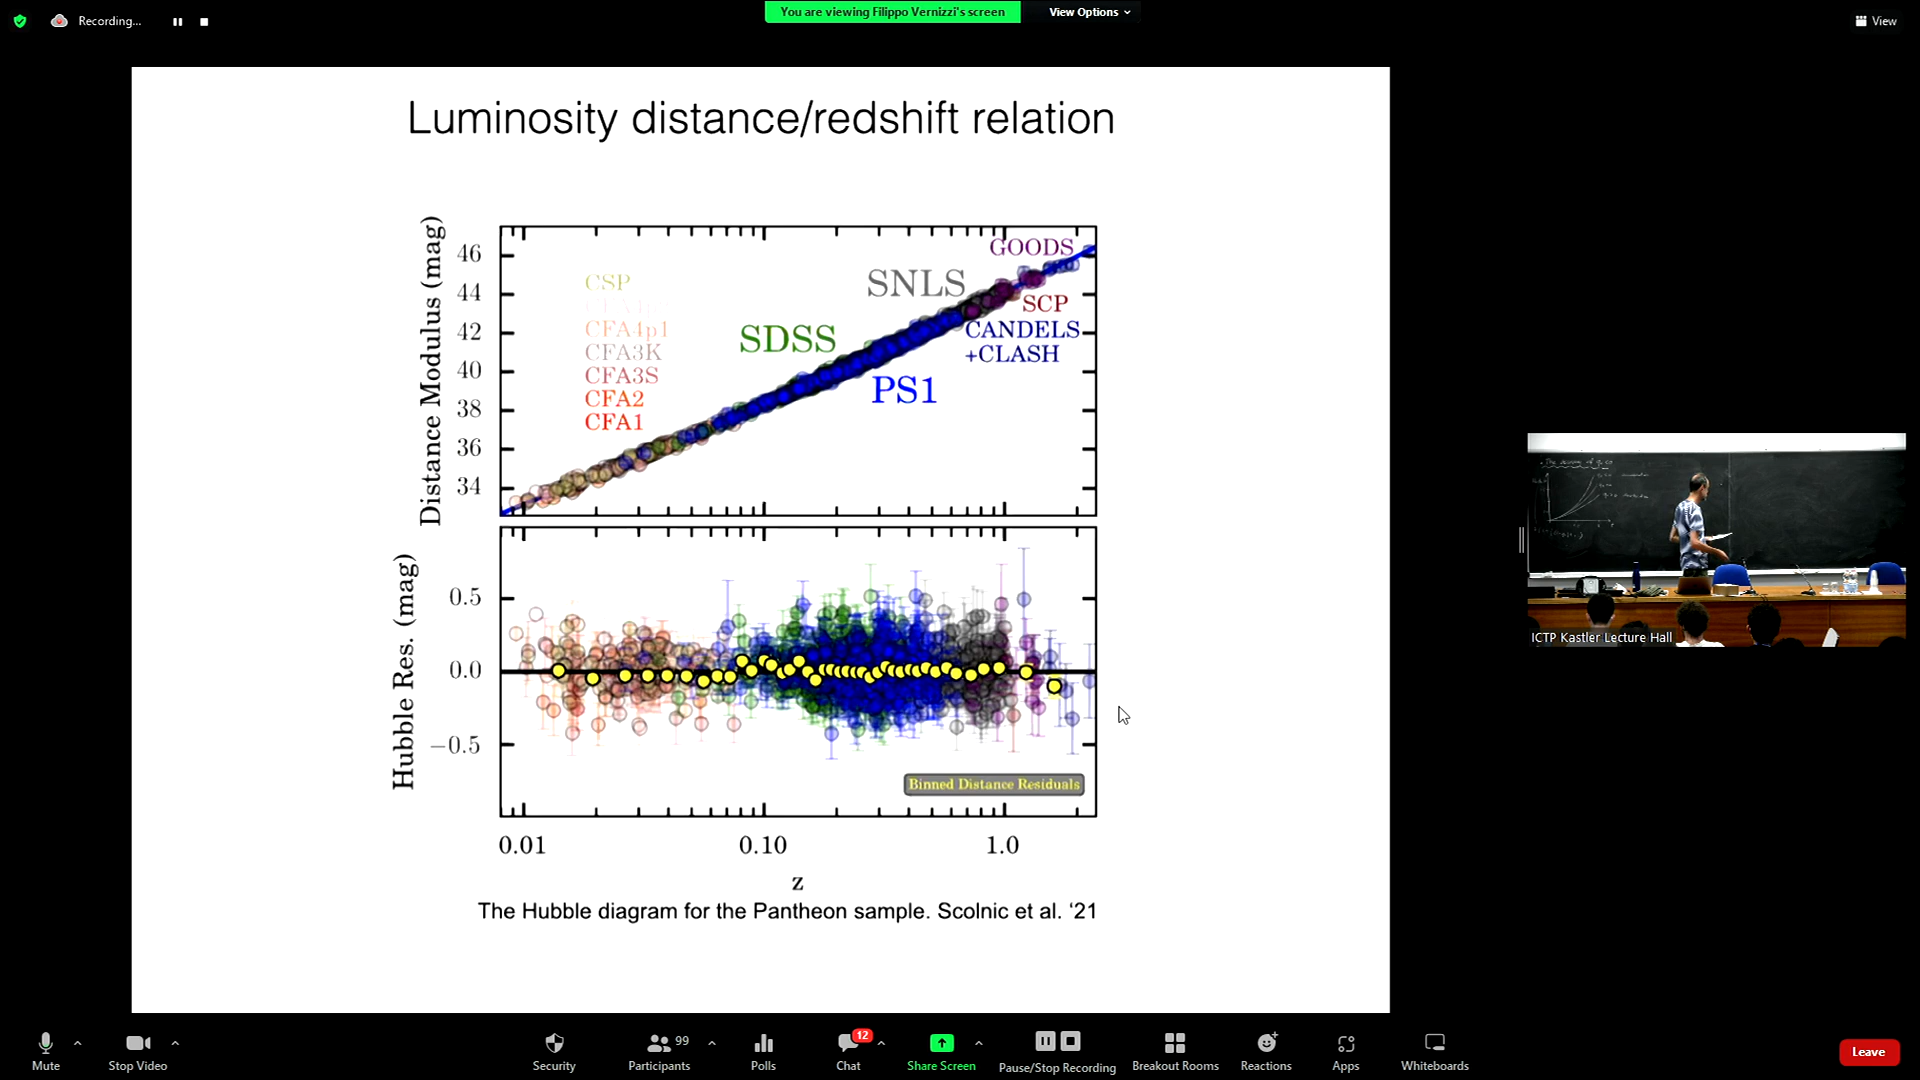 Recording...
You are viewing Filippo Vernizzi's screen
View Options
View
Luminosity distance/redshift relation
Distance Modulus (mag)
46
44
42
40
38
36
34
CSP
CFA4p1
CFA3K
CFA3S
CFA2
CFA1
SDSS
SNLS
PS1
GOODS
SCP
CANDELS
+CLASH
Hubble Res. (mag)
0.5
0.0
−0.5
Binned Distance Residuals
0.01
0.10
1.0
z
The Hubble diagram for the Pantheon sample. Scolnic et al. ‘21
ICTP Kastler Lecture Hall
Mute
Stop Video
Security
Participants
99
Polls
Chat
12
Share Screen
Pause/Stop Recording
Breakout Rooms
Reactions
Apps
Whiteboards
Leave